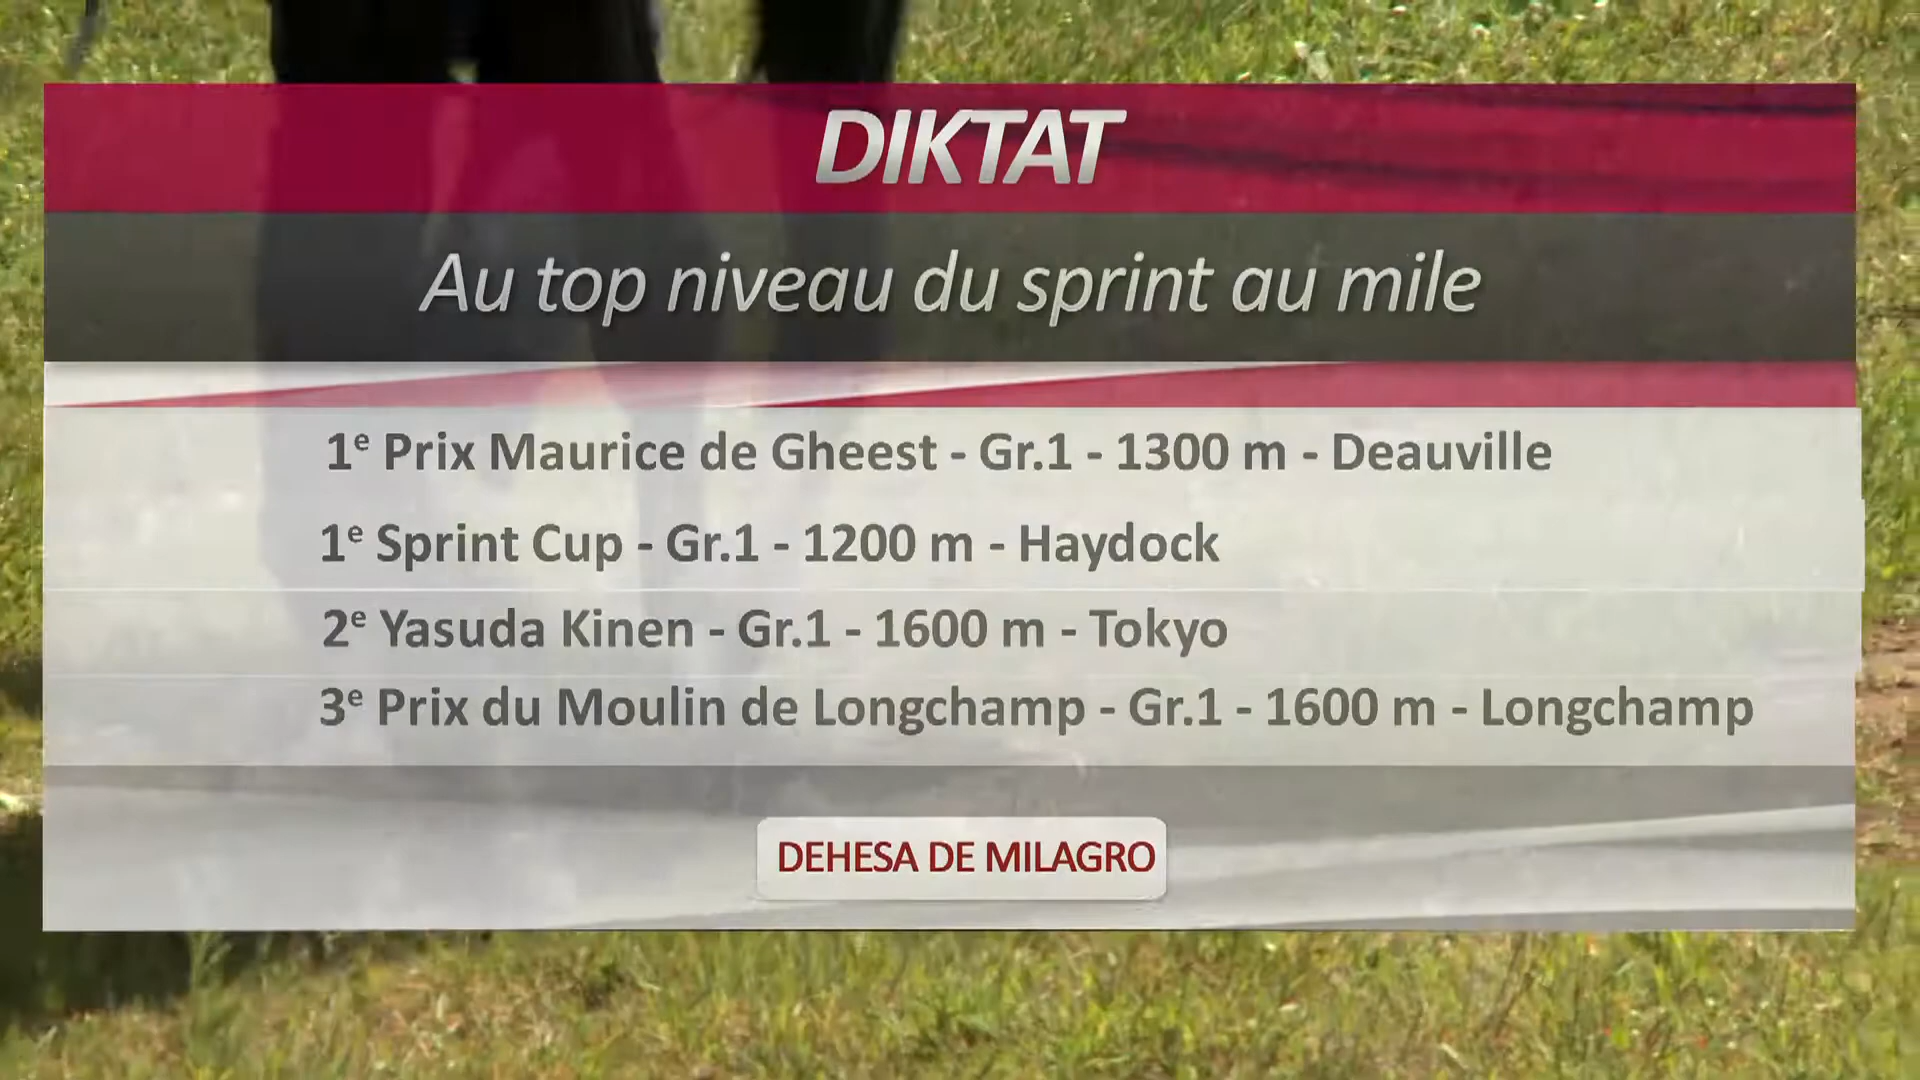 DIKTAT
Au top niveau du sprint au mile
1e Prix Maurice de Gheest - Gr.1 - 1300 m - Deauville
1e Sprint Cup - Gr.1 - 1200 m - Haydock
2e Yasuda Kinen - Gr.1 - 1600 m - Tokyo
3e Prix du Moulin de Longchamp - Gr.1 - 1600 m - Longchamp
DEHESA DE MILAGRO